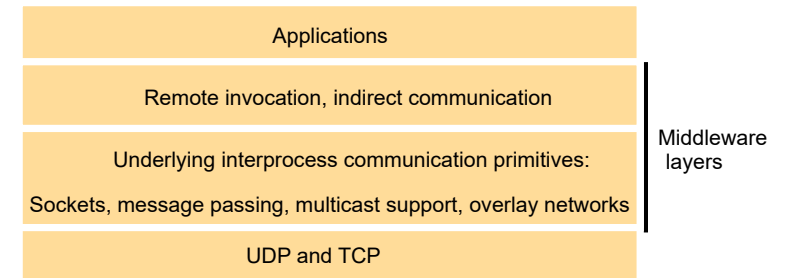 Applications
Remote invocation, indirect communication
Underlying interprocess communication primitives:
Sockets, message passing, multicast support, overlay networks
UDP and TCP
Middleware
layers